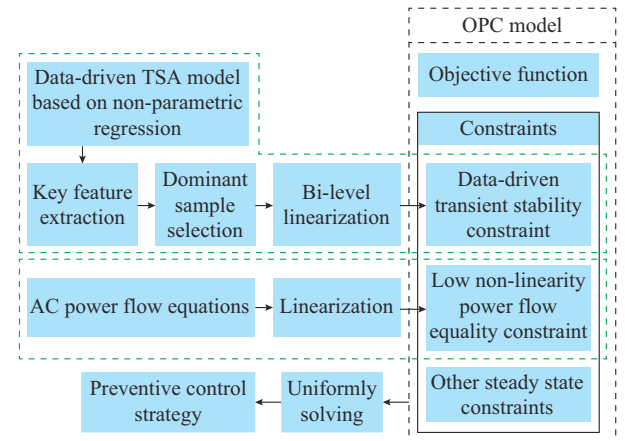 OPC model
Data-driven TSA model
based on non-parametric
regression
Objective function
Constraints
Key feature
extraction
Dominant
sample
selection
Bi-level
linearization
Data-driven
transient stability
constraint
AC power flow equations
Linearization
Low non-linearity
power flow
equality constraint
Preventive control
strategy
Uniformly
solving
Other steady state
constraints